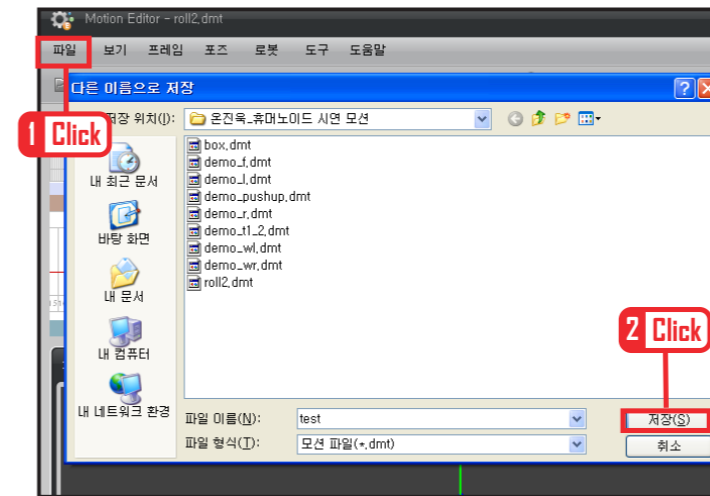 Motion Editor - roll2.dmt
파일 보기 프레임 포즈 로봇 도구 도움말
다른 이름으로 저장
저장 위치(I): 온진욱_휴머노이드 시연 모션
1 Click
box.dmt
demo_f.dmt
demo_l.dmt
demo_pushup.dmt
demo_r.dmt
demo_t1_2.dmt
demo_wl.dmt
demo_wr.dmt
roll2.dmt
내 최근 문서
바탕 화면
내 문서
내 컴퓨터
내 네트워크 환경
2 Click
파일 이름(N): test 저장(S)
파일 형식(T): 모션 파일(*.dmt) 취소